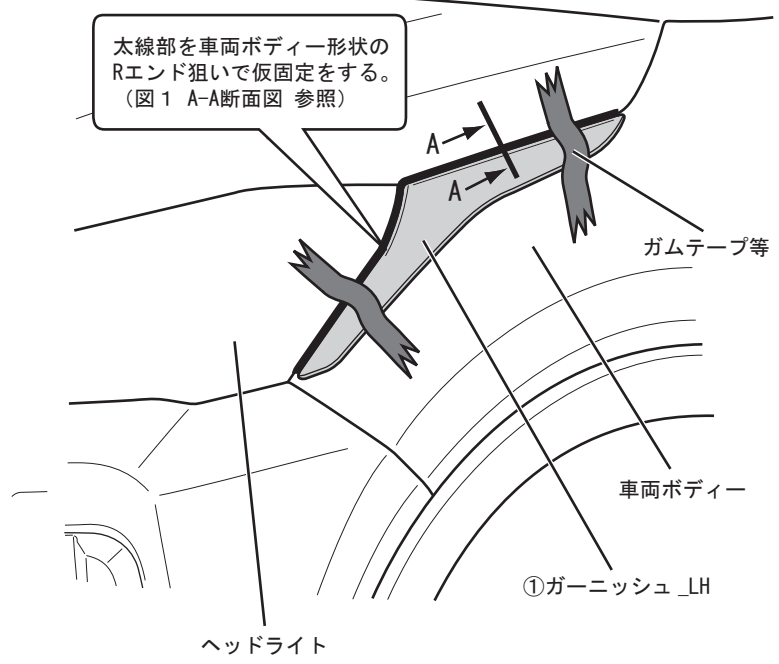 太線部を車両ボディー形状の
Rエンド狙いで仮固定をする。
（図１ A-A断面図 参照）
A
A
ガムテープ等
車両ボディー
①ガーニッシュ_LH
ヘッドライト